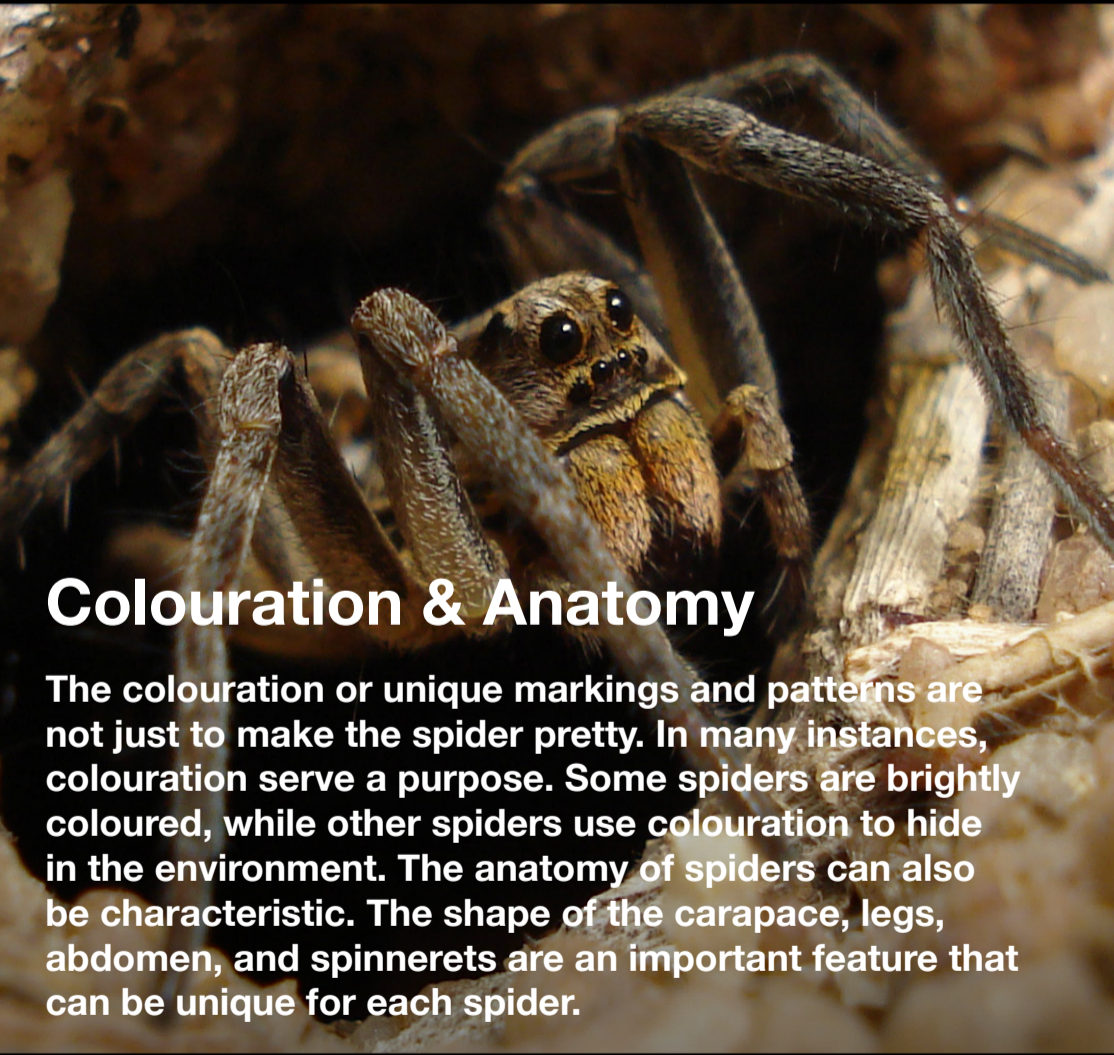 Colouration & Anatomy
The colouration or unique markings and patterns are
not just to make the spider pretty. In many instances,
colouration serve a purpose. Some spiders are brightly
coloured, while other spiders use colouration to hide
in the environment. The anatomy of spiders can also
be characteristic. The shape of the carapace, legs,
abdomen, and spinnerets are an important feature that
can be unique for each spider.